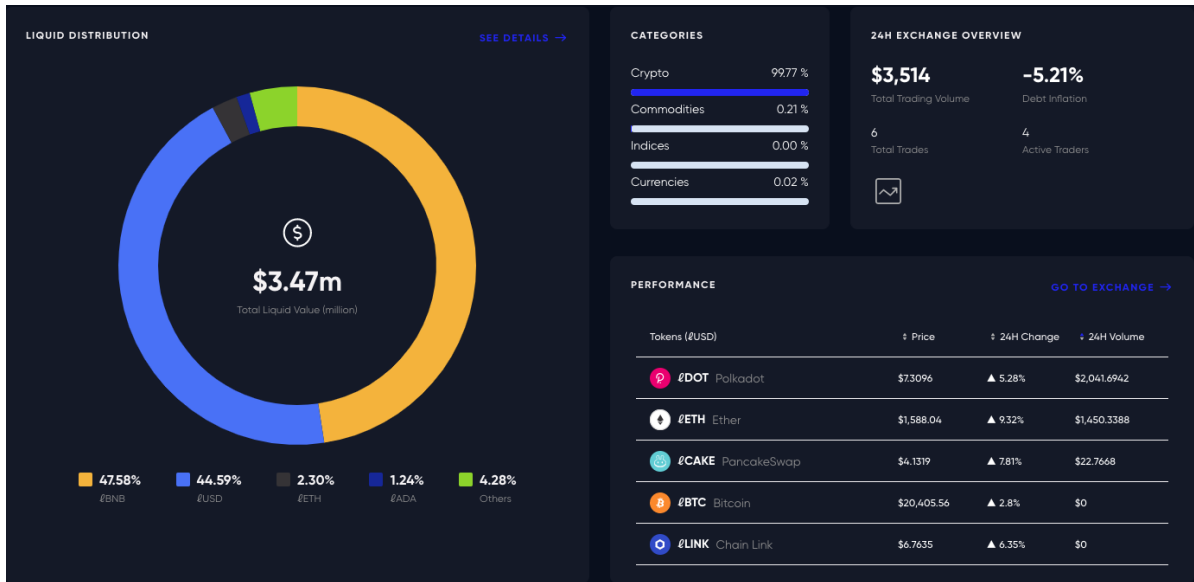 LIQUID DISTRIBUTION
SEE DETAILS →
$
$3.47m
Total Liquid Value (million)
47.58% 44.59% 2.30% 1.24% 4.28%
ℓBNB ℓUSD ℓETH ℓADA Others
CATEGORIES
Crypto 99.77 %
Commodities 0.21 %
Indices 0.00 %
Currencies 0.02 %
24H EXCHANGE OVERVIEW
$3,514 -5.21%
Total Trading Volume Debt Inflation
6 4
Total Trades Active Traders
PERFORMANCE
GO TO EXCHANGE →
Tokens (ℓUSD) Price 24H Change 24H Volume
ℓDOT Polkadot $7.3096 ▲ 5.28% $2,041.6942
ℓETH Ether $1,588.04 ▲ 9.32% $1,450.3388
ℓCAKE PancakeSwap $4.1319 ▲ 7.81% $22.7668
ℓBTC Bitcoin $20,405.56 ▲ 2.8% $0
ℓLINK Chain Link $6.7635 ▲ 6.35% $0